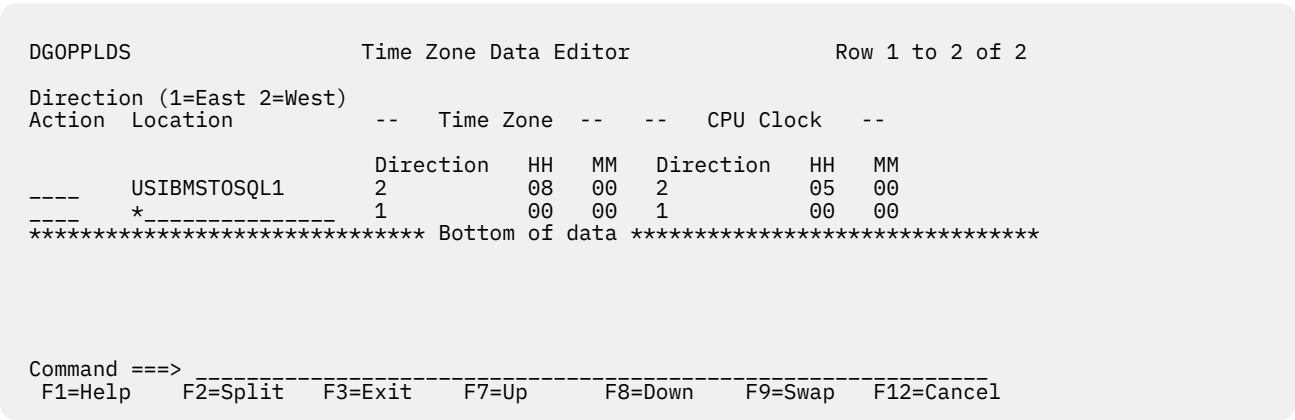 DGOPPLDS                  Time Zone Data Editor                Row 1 to 2 of 2
Direction (1=East 2=West)
Action  Location           --   Time Zone  --   --   CPU Clock   --
                           Direction   HH   MM   Direction   HH   MM
____    USIBMSTOSQL1       2           08   00   2           05   00
____    *_______________   1           00   00   1           00   00
******************************* Bottom of data ********************************
Command ===> ______________________________________________________________
 F1=Help    F2=Split   F3=Exit    F7=Up      F8=Down    F9=Swap   F12=Cancel